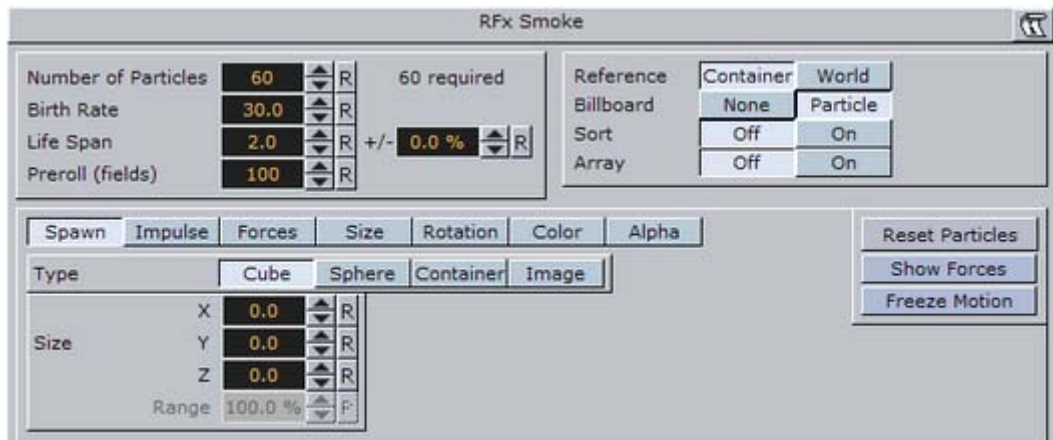 RFx Smoke
Number of Particles 60 R 60 required
Birth Rate 30.0 R
Life Span 2.0 R +/- 0.0 % R
Preroll (fields) 100 R
Reference Container World
Billboard None Particle
Sort Off On
Array Off On
Spawn Impulse Forces Size Rotation Color Alpha
Type Cube Sphere Container Image
Size
X 0.0 R
Y 0.0 R
Z 0.0 R
Range 100.0 %
Reset Particles
Show Forces
Freeze Motion